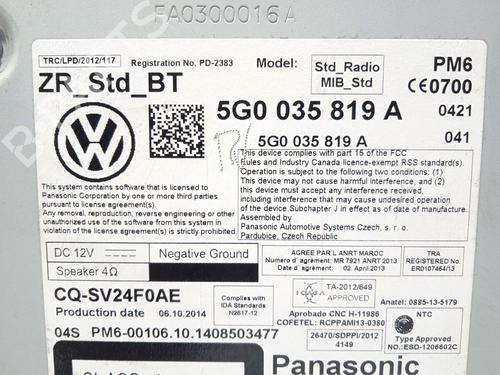 FA0300016A
TRC/LPD/2012/117
Registration No. PD-2383
Model:
Std_Radio
MIB_Std
PM6
ZR_Std_BT
CE0700
5G0 035 819 A
0421
5G0 035 819 A
041
This device complies with part 15 of the FCC
Rules and Industry Canada licence-exempt RSS standard(s).
Operation is subject to the following two conditions: (1)
This device may not cause harmful interference, and (2)
this device must accept any interference received,
including interference that may cause undesired operation
of the device. Subchapter J in effect as of date of manufacture.
Assembled by
Panasonic Automotive Systems Czech, s. r. o.
Pardubice, Czech Republic
This system contains software that is licensed to
Panasonic Corporation by one or more third parties
pursuant to license agreement(s).
Any removal, reproduction, reverse engineering or other
unauthorized use of the software from this system in violation
of license agreement(s) is strictly prohibited.
DC 12V
Negative Ground
Speaker 4Ω
AGREE PAR L'ANRT MAROC
Numero d´agrément: MR 7921 ANRT 2013
Date d´agrément: 02. April.2013
TRA
REGISTERED No:
ER0107464/13
CQ-SV24F0AE
Production date 06.10.2014
Complies with
IDA Standards
N2617-12
ICASA
TA-2012/649
APPROVED
Anatel: 0885-13-5179
Aprobado CNC H-11986
COFETEL: RCPPAMI13-0380
NTC
Type Approved
No.:ESD-1206602C
04S PM6-00106.10.1408503477
26470/SDPPI/2012
4149
Panasonic